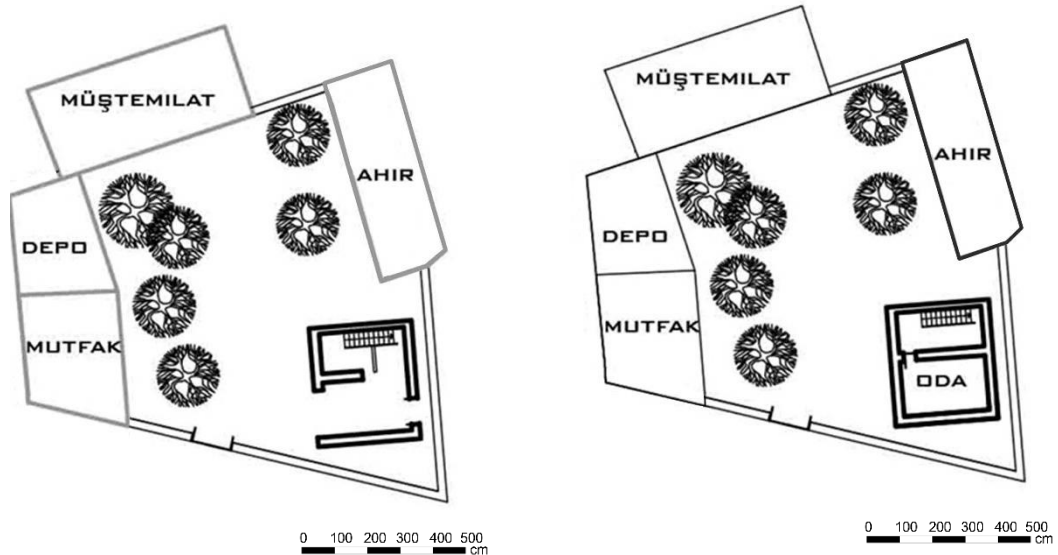 MÜŞTEMILAT
AHIR
DEPO
MUTFAK
0 100 200 300 400 500
cm
MÜŞTEMILAT
AHIR
DEPO
MUTFAK
ODA
0 100 200 300 400 500
cm